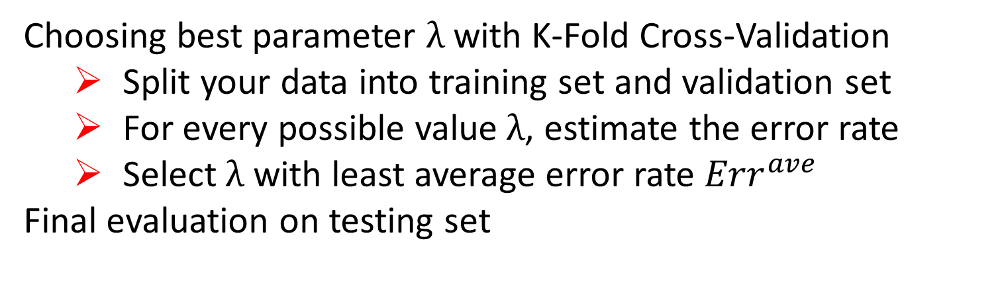 Choosing best parameter λ with K-Fold Cross-Validation
➢ Split your data into training set and validation set
➢ For every possible value λ, estimate the error rate
➢ Select λ with least average error rate Err^ave
Final evaluation on testing set